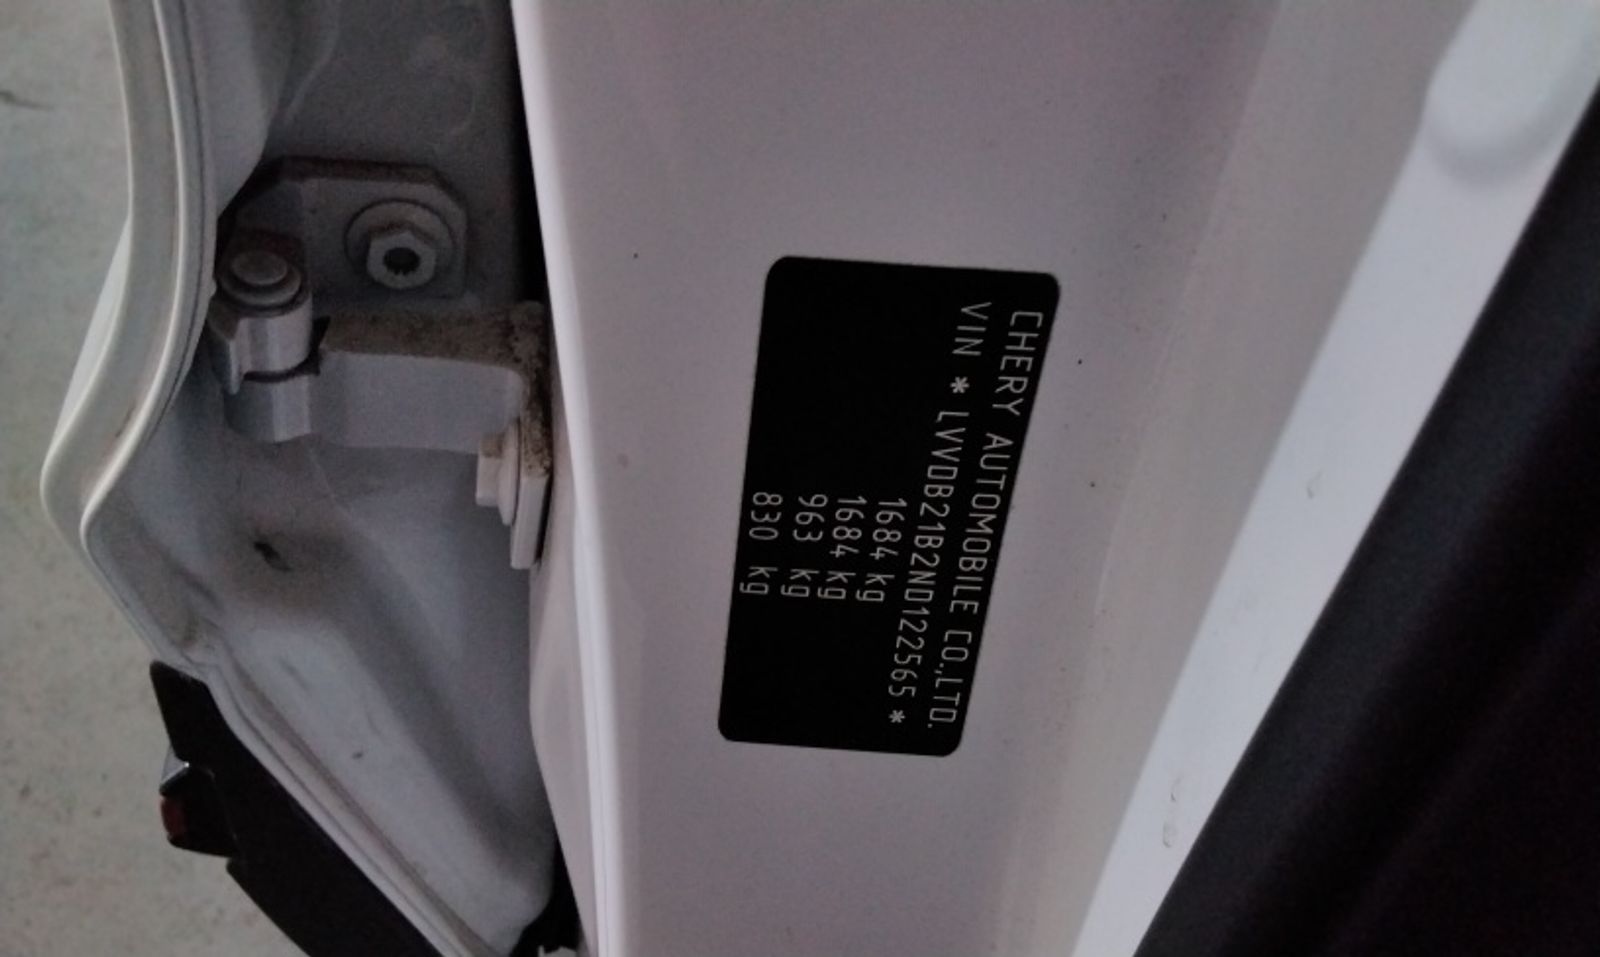 CHERY AUTOMOBILE CO.,LTD.
VIN * LVVDB21B2ND122565 *
1684 kg
1684 kg
963 kg
830 kg